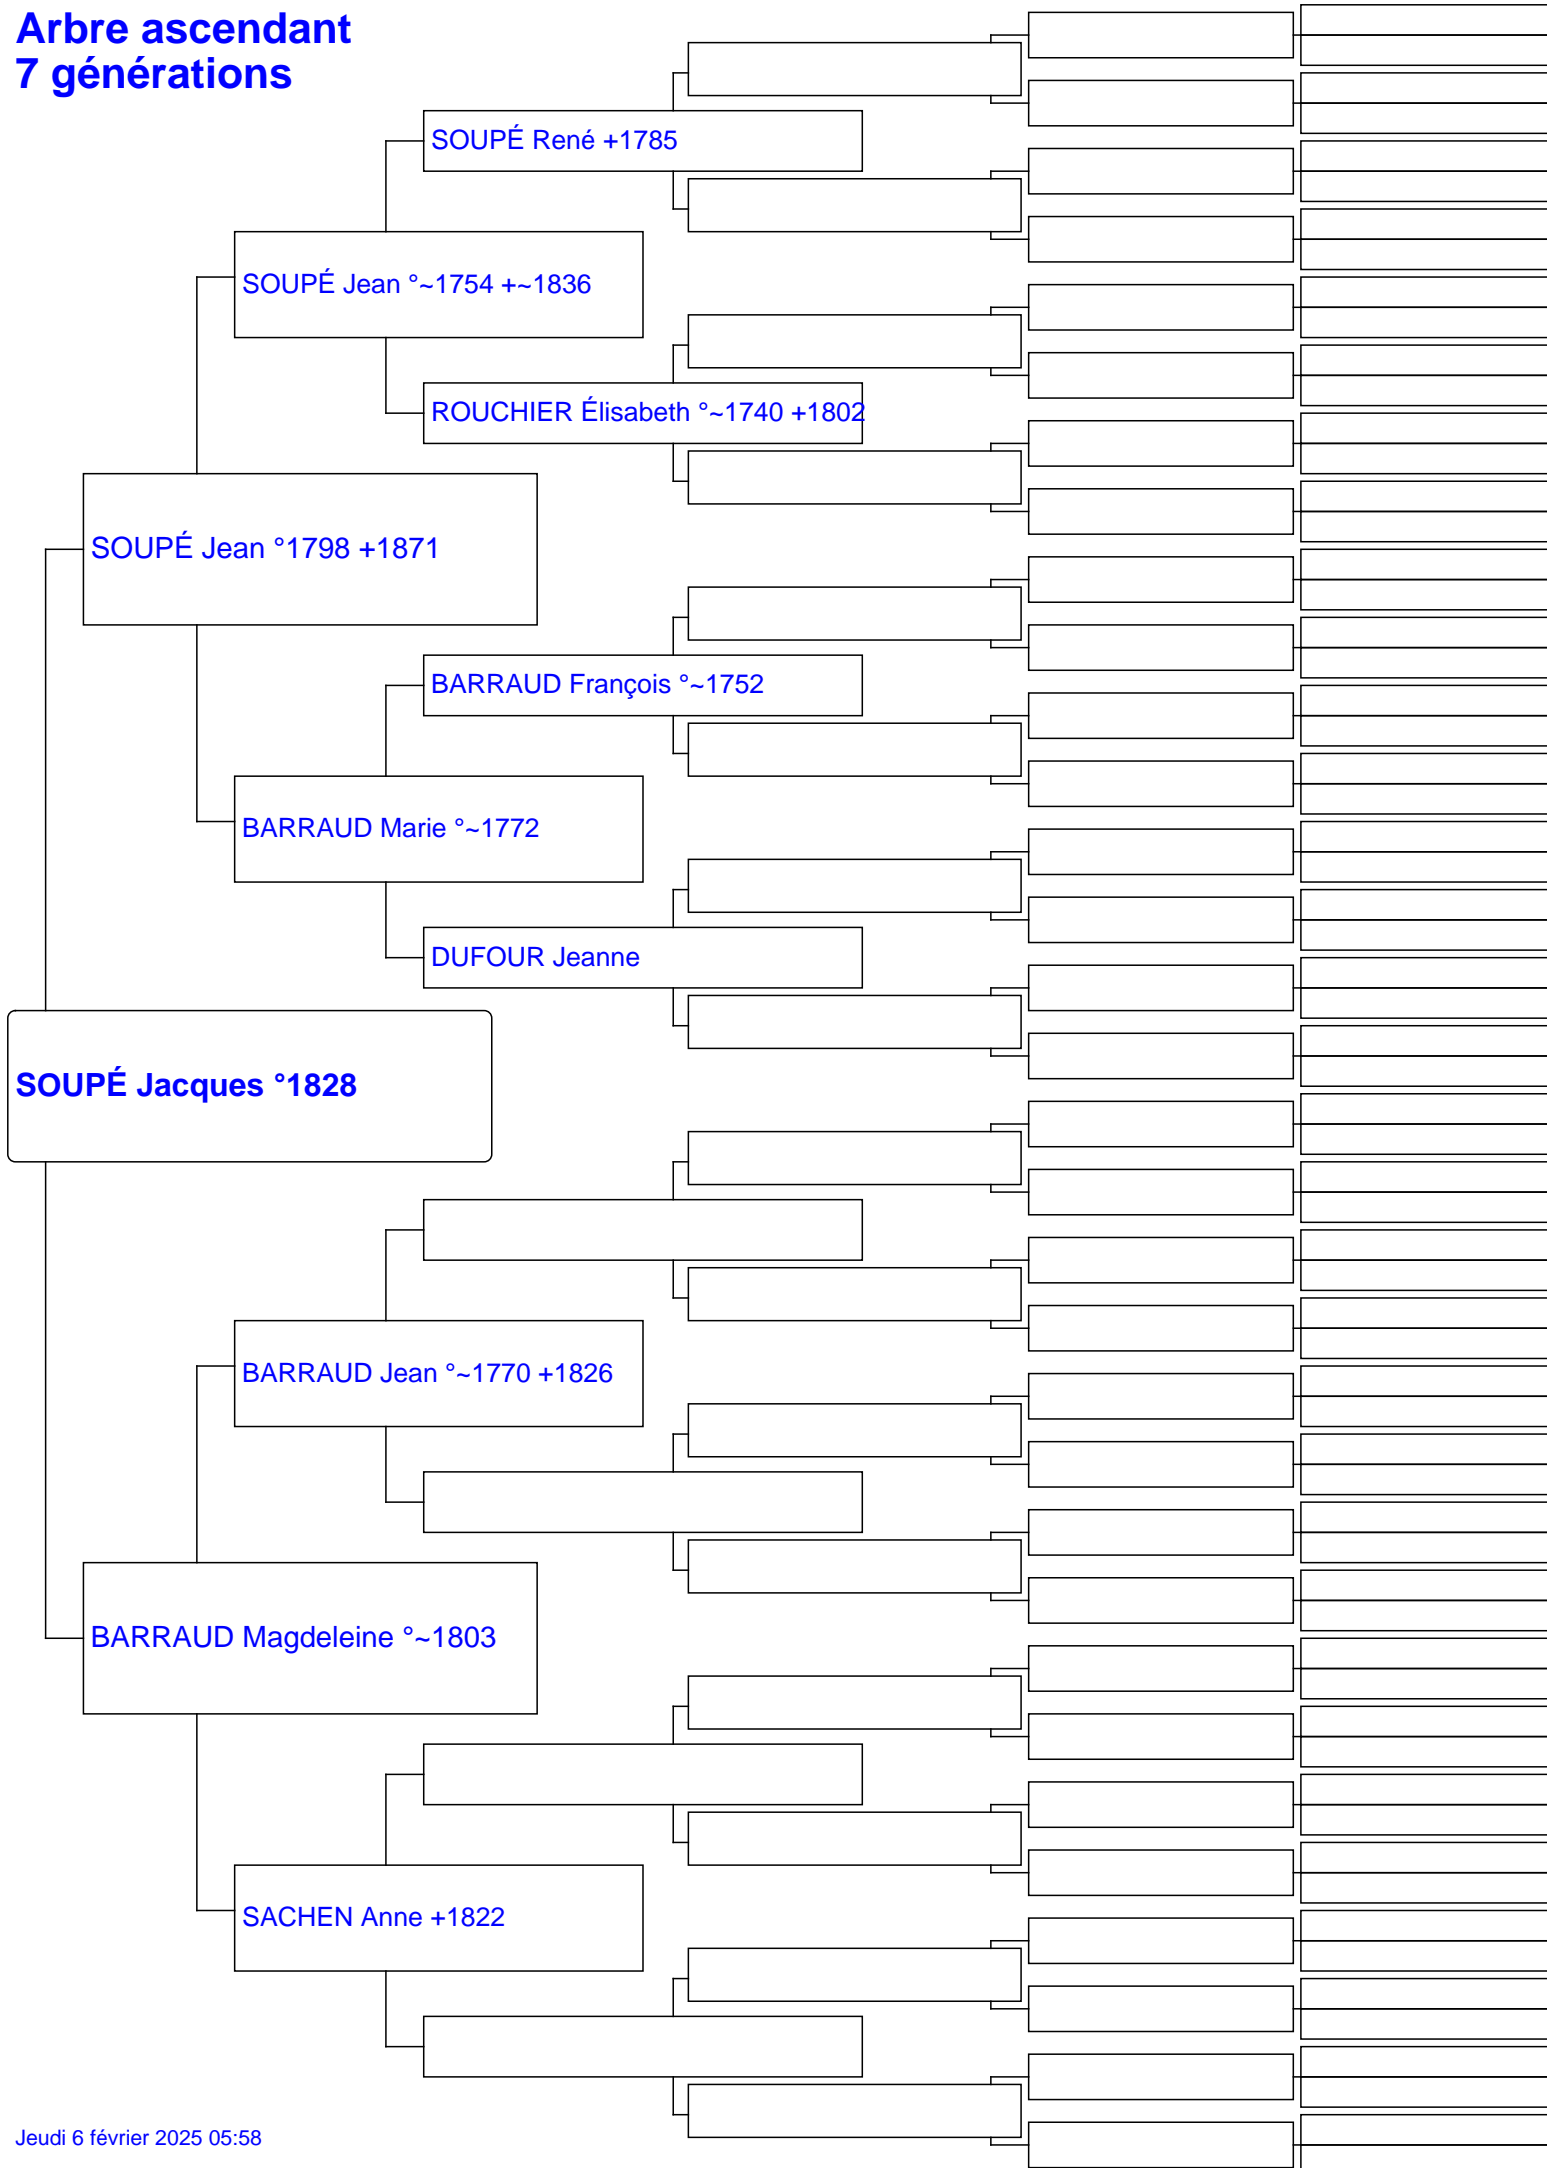 Arbre ascendant
7 générations
SOUPÉ René +1785
SOUPÉ Jean °~1754 +~1836
ROUCHIER Élisabeth °~1740 +1802
SOUPÉ Jean °1798 +1871
BARRAUD François °~1752
BARRAUD Marie °~1772
DUFOUR Jeanne
SOUPÉ Jacques °1828
BARRAUD Jean °~1770 +1826
BARRAUD Magdeleine °~1803
SACHEN Anne +1822
Jeudi 6 février 2025 05:58